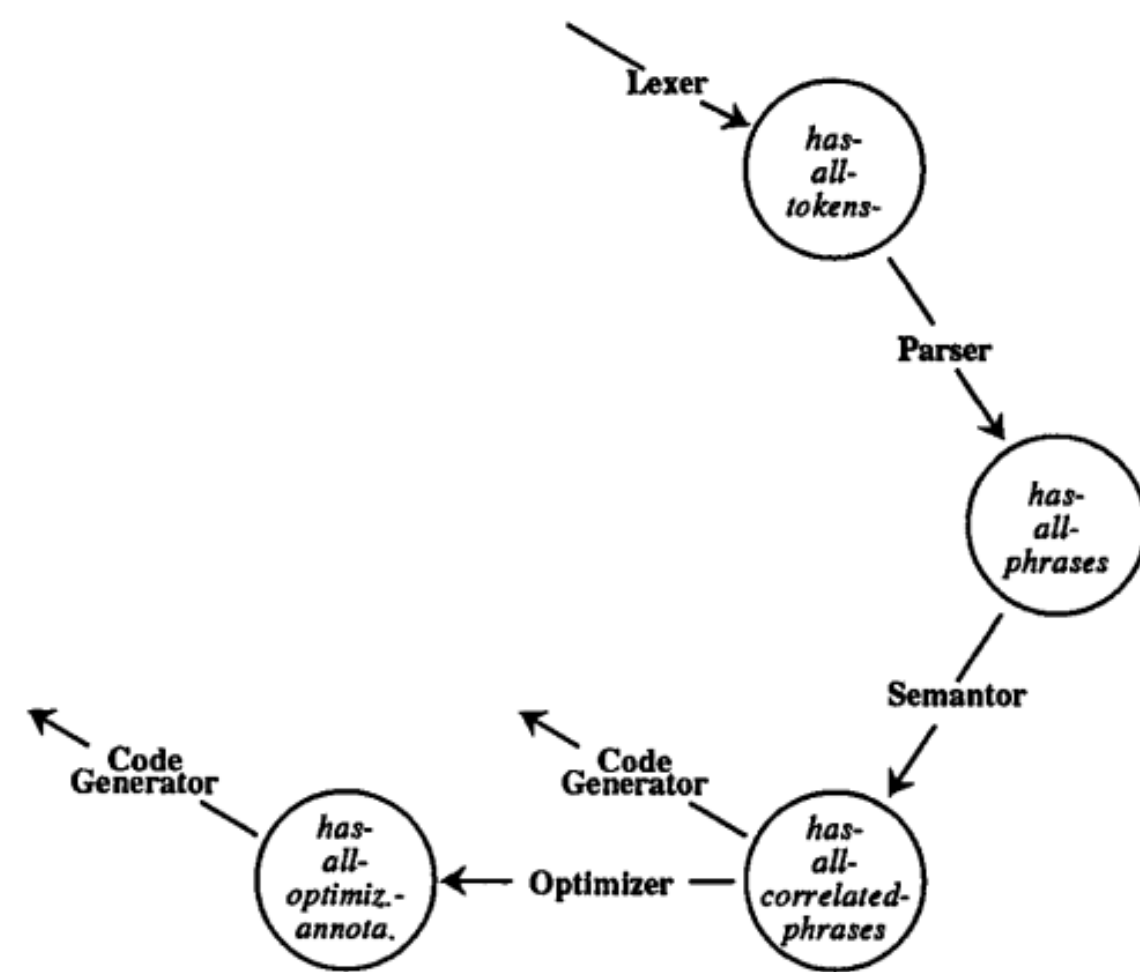 Lexer
has-
all-
tokens-
Parser
has-
all-
phrases
Semantor
Code
Generator
Code
Generator
has-
all-
optimiz.-
annota.
Optimizer
has-
all-
correlated-
phrases